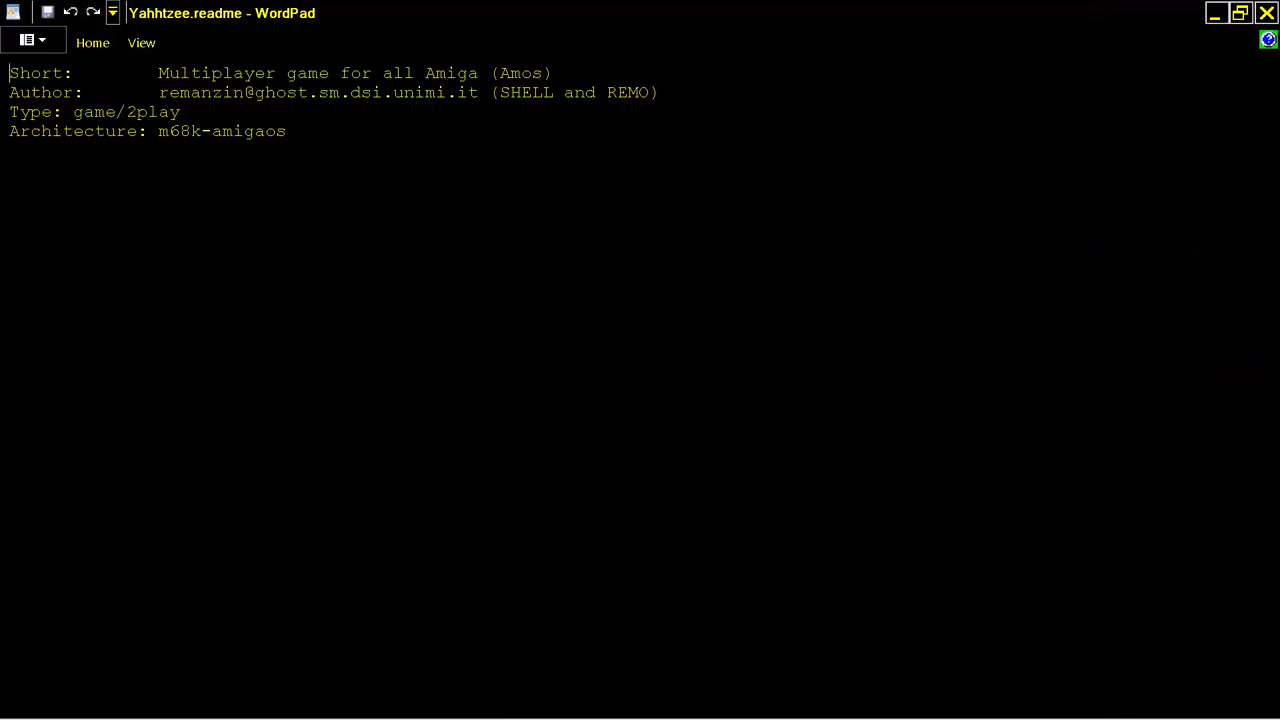 Yahhtzee.readme - WordPad
Home View
Short: Multiplayer game for all Amiga (Amos)
Author: remanzin@ghost.sm.dsi.unimi.it (SHELL and REMO)
Type: game/2play
Architecture: m68k-amigaos